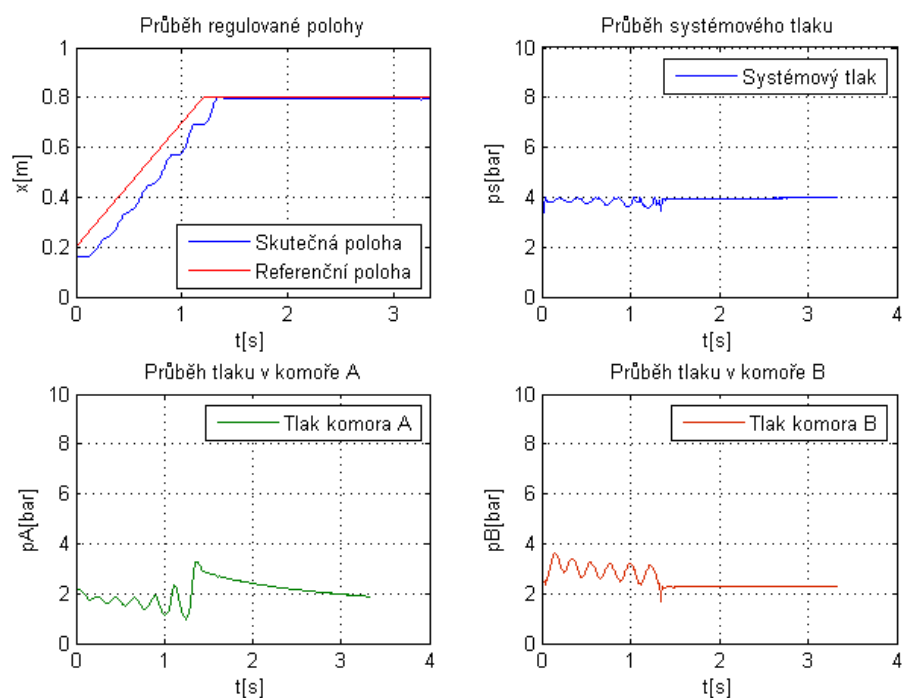 Průběh regulované polohy
1
0.8
0.6
0.4
0.2
0
x[m]
Skutečná poloha
Referenční poloha
0 1 2 3
t[s]
Průběh systémového tlaku
10
8
6
4
2
0
ps[bar]
Systémový tlak
0 1 2 3 4
t[s]
Průběh tlaku v komoře A
10
8
6
4
2
0
pA[bar]
Tlak komora A
0 1 2 3 4
t[s]
Průběh tlaku v komoře B
10
8
6
4
2
0
pB[bar]
Tlak komora B
0 1 2 3 4
t[s]